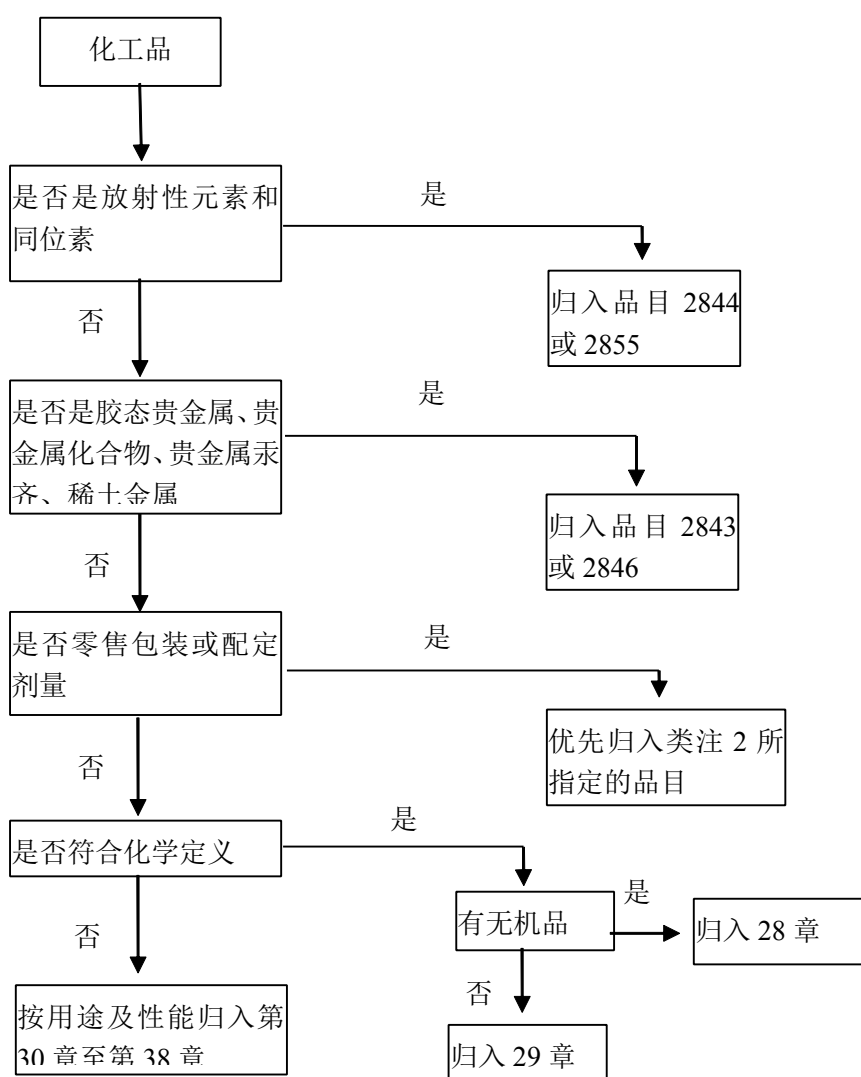 化工品
是否是放射性元素和
同位素
是
归入品目 2844
或 2855
否
是否是胶态贵金属、贵
金属化合物、贵金属汞
齐、稀土金属
是
归入品目 2843
或 2846
否
是否零售包装或配定
剂量
是
优先归入类注 2 所
指定的品目
否
是否符合化学定义
是
有无机品
是
归入 28 章
否
按用途及性能归入第
30 章至第 38 章
否
归入 29 章